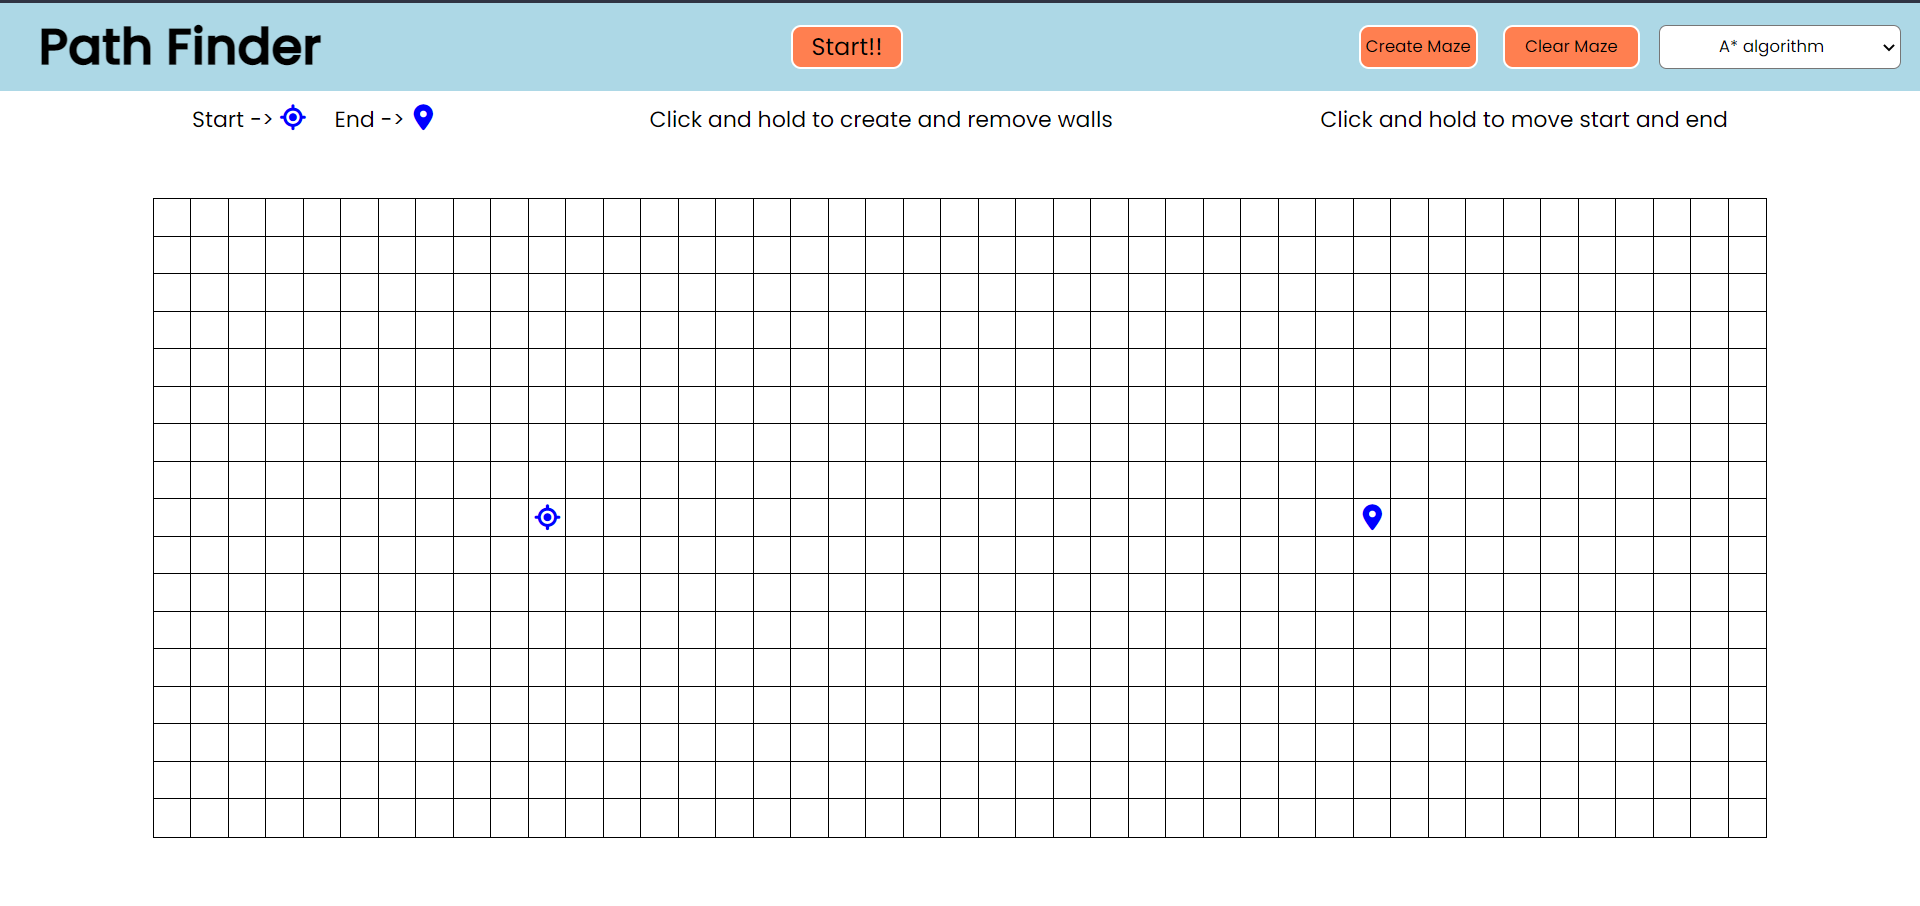 Path Finder
Start!!
Create Maze
Clear Maze
A* algorithm
Start ->
End ->
Click and hold to create and remove walls
Click and hold to move start and end